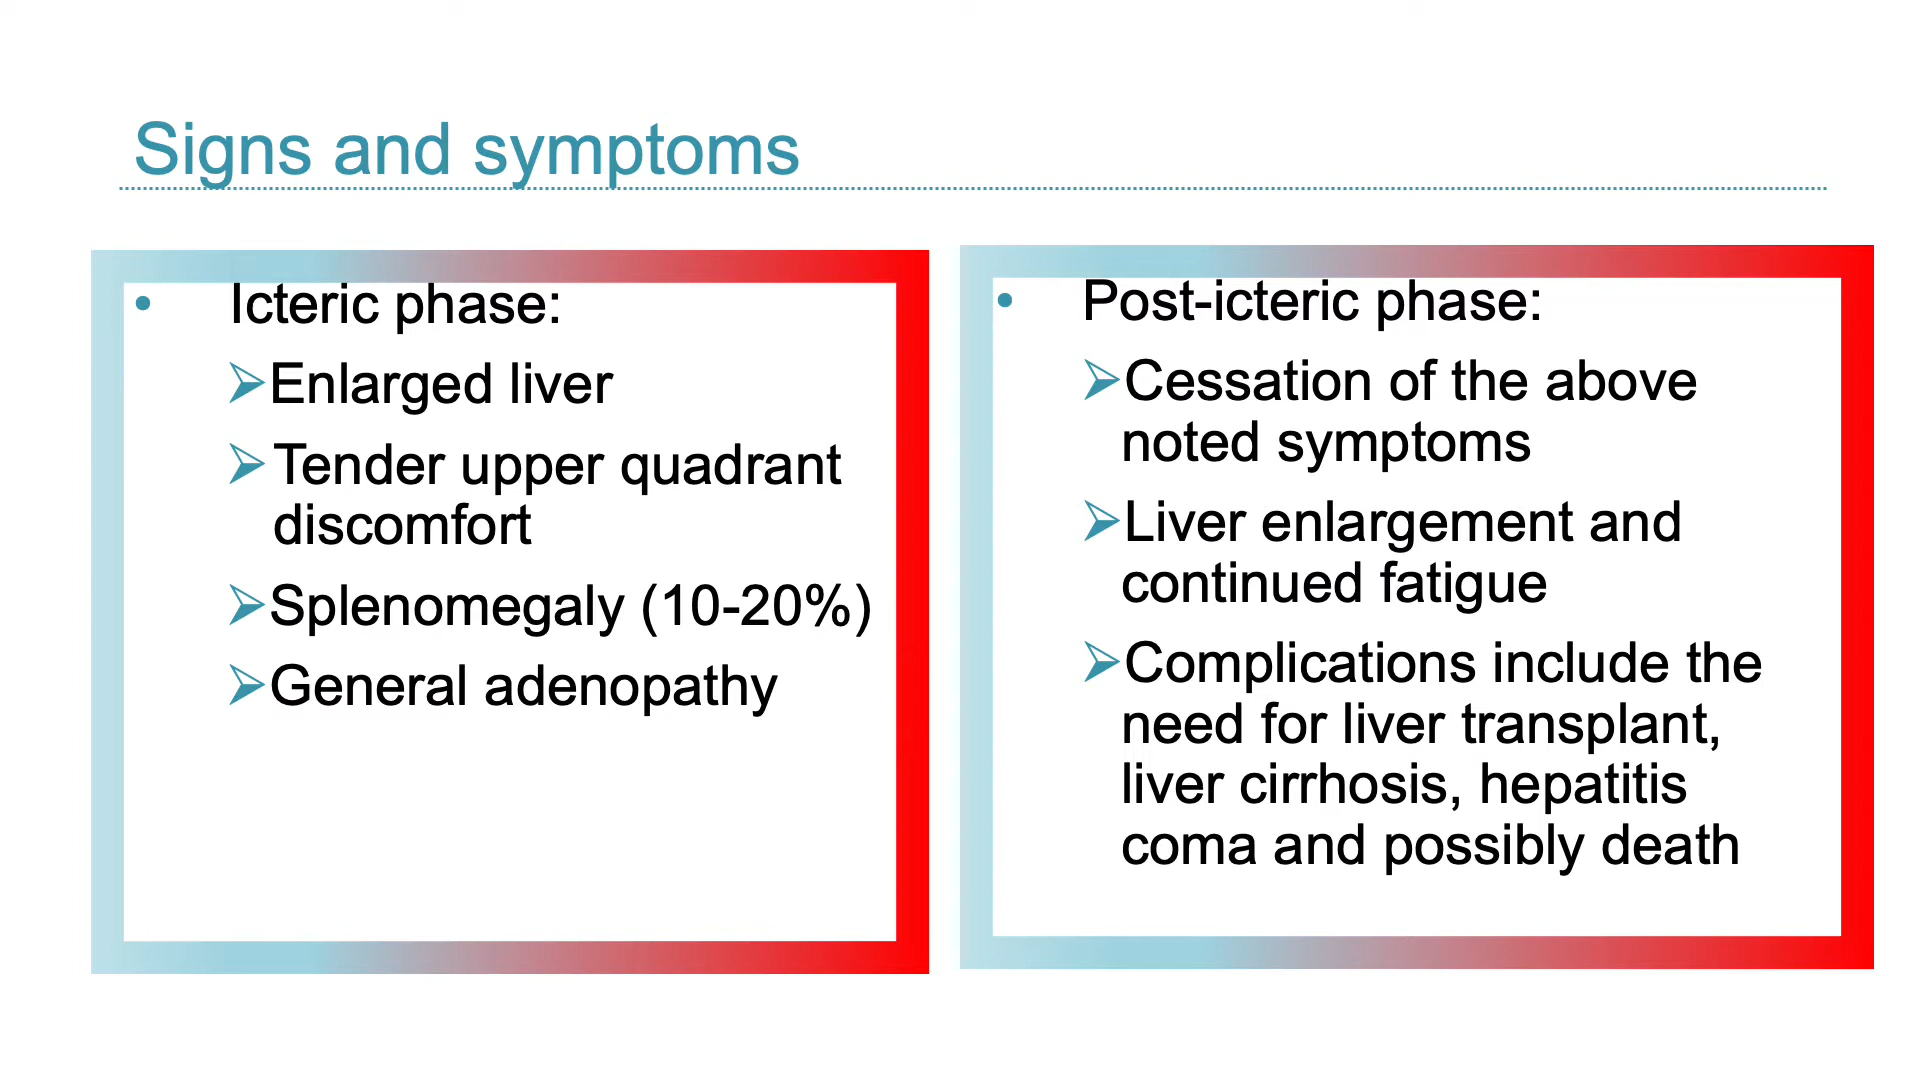 Signs and symptoms
• Icteric phase:
➢Enlarged liver
➢Tender upper quadrant
discomfort
➢Splenomegaly (10-20%)
➢General adenopathy
• Post-icteric phase:
➢Cessation of the above
noted symptoms
➢Liver enlargement and
continued fatigue
➢Complications include the
need for liver transplant,
liver cirrhosis, hepatitis
coma and possibly death